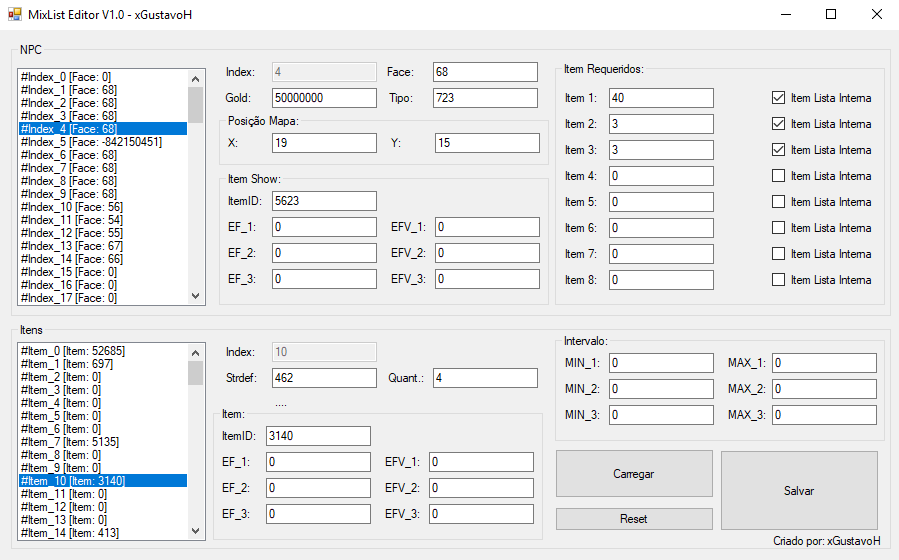 MixList Editor V1.0 - xGustavoH
NPC
#Index_0 [Face: 0]
#Index_1 [Face: 68]
#Index_2 [Face: 68]
#Index_3 [Face: 68]
#Index_4 [Face: 68]
#Index_5 [Face: -842150451]
#Index_6 [Face: 68]
#Index_7 [Face: 68]
#Index_8 [Face: 68]
#Index_9 [Face: 68]
#Index_10 [Face: 56]
#Index_11 [Face: 54]
#Index_12 [Face: 55]
#Index_13 [Face: 67]
#Index_14 [Face: 66]
#Index_15 [Face: 0]
#Index_16 [Face: 0]
#Index_17 [Face: 0]
Index: 4 Face: 68
Gold: 50000000 Tipo: 723
Posição Mapa:
X: 19 Y: 15
Item Show:
ItemID: 5623
EF_1: 0 EFV_1: 0
EF_2: 0 EFV_2: 0
EF_3: 0 EFV_3: 0
Item Requeridos:
Item 1: 40 Item Lista Interna
Item 2: 3 Item Lista Interna
Item 3: 3 Item Lista Interna
Item 4: 0 Item Lista Interna
Item 5: 0 Item Lista Interna
Item 6: 0 Item Lista Interna
Item 7: 0 Item Lista Interna
Item 8: 0 Item Lista Interna
Itens
#Item_0 [Item: 52685]
#Item_1 [Item: 697]
#Item_2 [Item: 0]
#Item_3 [Item: 0]
#Item_4 [Item: 0]
#Item_5 [Item: 0]
#Item_6 [Item: 0]
#Item_7 [Item: 5135]
#Item_8 [Item: 0]
#Item_9 [Item: 0]
#Item_10 [Item: 3140]
#Item_11 [Item: 0]
#Item_12 [Item: 0]
#Item_13 [Item: 0]
#Item_14 [Item: 413]
Index: 10
Strdef: 462 Quant.: 4
....
Item:
ItemID: 3140
EF_1: 0 EFV_1: 0
EF_2: 0 EFV_2: 0
EF_3: 0 EFV_3: 0
Intervalo:
MIN_1: 0 MAX_1: 0
MIN_2: 0 MAX_2: 0
MIN_3: 0 MAX_3: 0
Carregar
Reset
Salvar
Criado por: xGustavoH